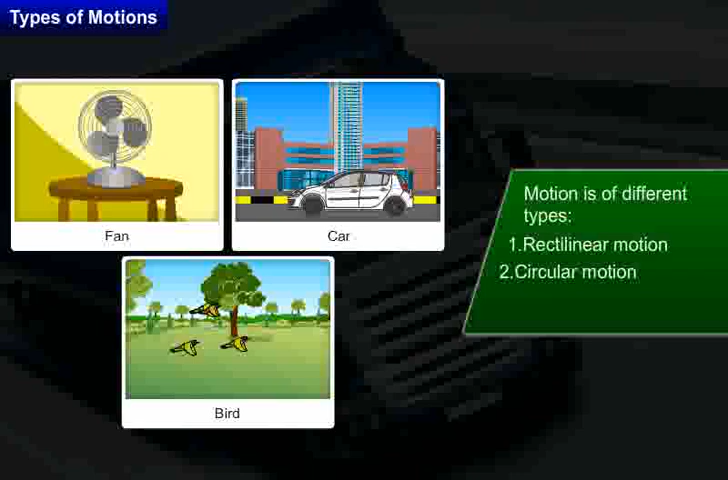 Types of Motions
Fan
Car
Bird
Motion is of different
types:
1.Rectilinear motion
2.Circular motion